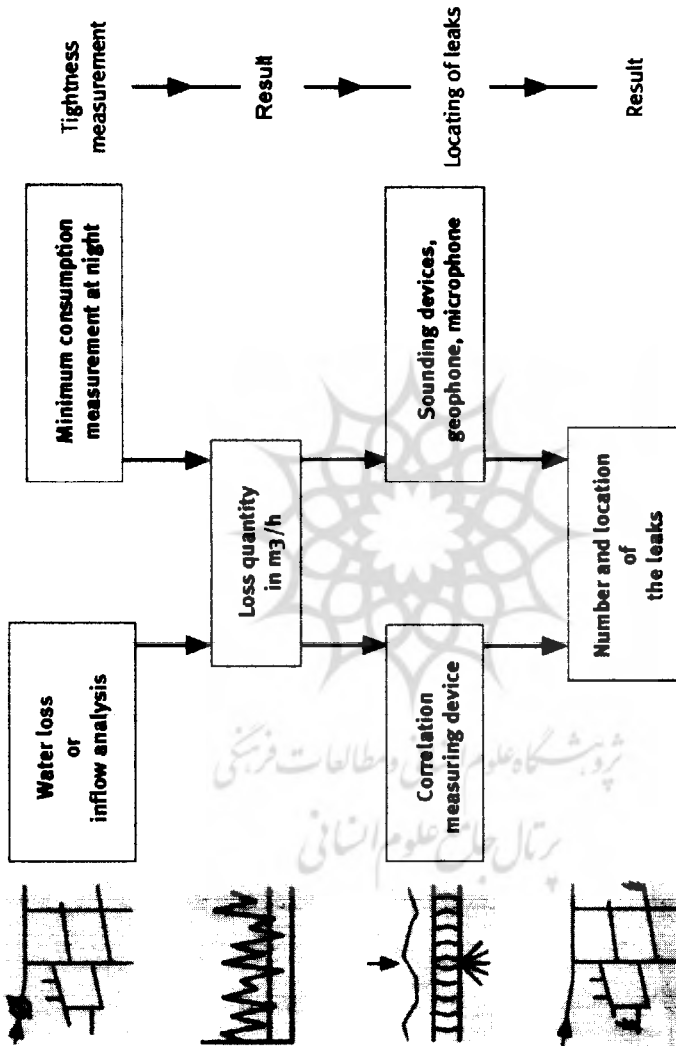 Water loss
or
inflow analysis
Minimum consumption
measurement at night
Tightness
measurement
Loss quantity
in m3/h
Result
Correlation
measuring device
Sounding devices,
geophone, microphone
Locating of leaks
Number and location
of
the leaks
Result
پژوهشگاه علوم انسانی و مطالعات فرهنگی
پرتال جامع علوم انسانی